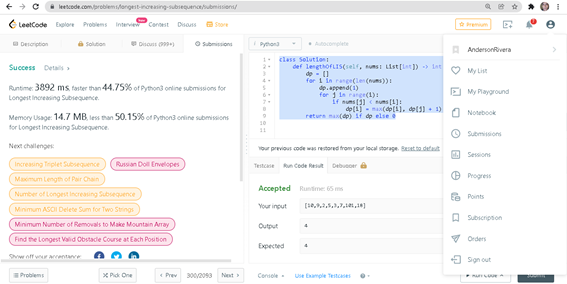 leetcode.com/problems/longest-increasing-subsequence/submissions/
LeetCode Explore Problems Interview New Contest Discuss Store Premium
Description Solution Discuss (999+) Submissions
Python3 Autocomplete
AndersonRivera
My List
My Playground
Notebook
Submissions
Sessions
Progress
Points
Subscription
Orders
Sign out
Success Details
Runtime: 3892 ms, faster than 44.75% of Python3 online submissions
for Longest Increasing Subsequence.
Memory Usage: 14.7 MB, less than 50.15% of Python3 online submissions
for Longest Increasing Subsequence.
Next challenges:
Increasing Triplet Subsequence Russian Doll Envelopes
Maximum Length of Pair Chain
Number of Longest Increasing Subsequence
Minimum ASCII Delete Sum for Two Strings
Minimum Number of Removals to Make Mountain Array
Find the Longest Valid Obstacle Course at Each Position
Show off your acceptance:
1 class Solution:
2 def lengthOfLIS(self, nums: List[int]) -> int
3 dp = []
4 for i in range(len(nums)):
5 dp.append(1)
6 for j in range(i):
7 if nums[j] < nums[i]:
8 dp[i] = max(dp[i], dp[j] + 1)
9 return max(dp) if dp else 0
10
11
Your previous code was restored from your local storage. Reset to default
Testcase Run Code Result Debugger
Accepted Runtime: 65 ms
Your input [10,9,2,5,3,7,101,18]
Output 4
Expected 4
Problems Pick One Prev 300/2093 Next
Console Use Example Testcases Run Code Submit